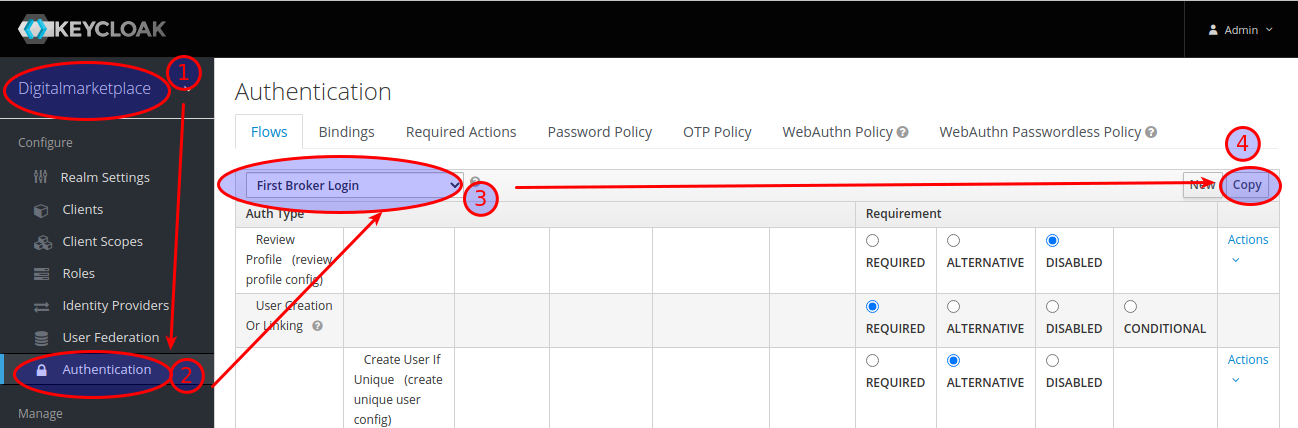 KEYCLOAK
Admin
Digitalmarketplace
1
Configure
Realm Settings
Clients
Client Scopes
Roles
Identity Providers
User Federation
Authentication
2
Manage
Authentication
Flows Bindings Required Actions Password Policy OTP Policy WebAuthn Policy ? WebAuthn Passwordless Policy ?
4
First Broker Login ?
3
New Copy
Auth Type Requirement
Review
Profile (review
profile config)
REQUIRED ALTERNATIVE DISABLED
Actions
User Creation
Or Linking ?
REQUIRED ALTERNATIVE DISABLED CONDITIONAL
Create User If
Unique (create
unique user
config)
REQUIRED ALTERNATIVE DISABLED
Actions